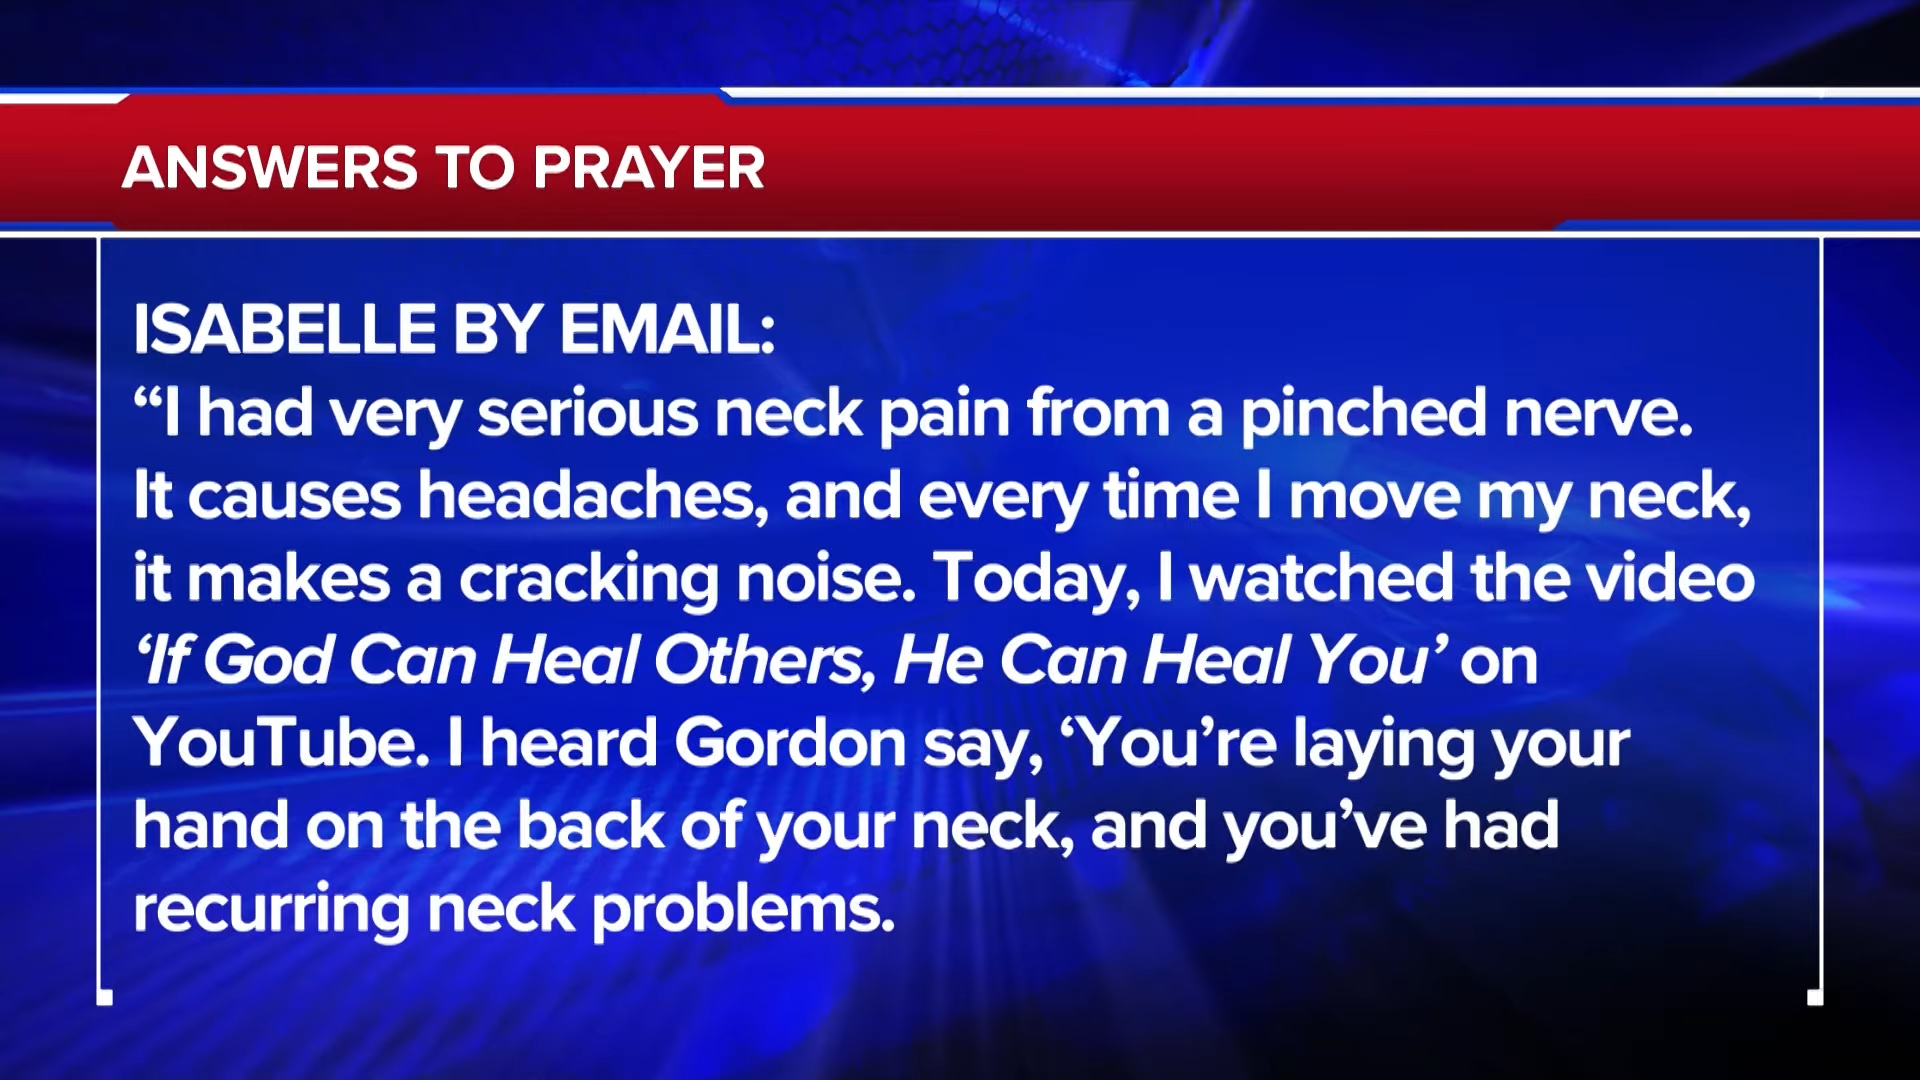 ANSWERS TO PRAYER
ISABELLE BY EMAIL:
“I had very serious neck pain from a pinched nerve.
It causes headaches, and every time I move my neck,
it makes a cracking noise. Today, I watched the video
‘If God Can Heal Others, He Can Heal You’ on
YouTube. I heard Gordon say, ‘You’re laying your
hand on the back of your neck, and you’ve had
recurring neck problems.